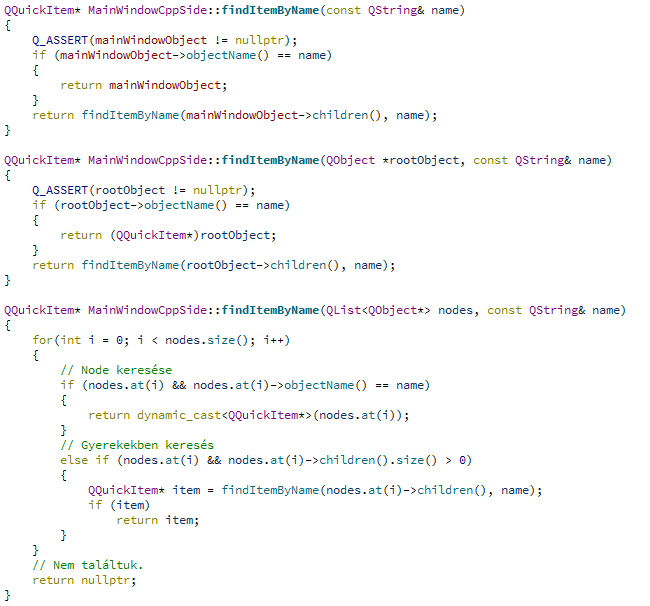 QQuickItem* MainWindowCppSide::findItemByName(const QString& name)
{
    Q_ASSERT(mainWindowObject != nullptr);
    if (mainWindowObject->objectName() == name)
    {
        return mainWindowObject;
    }
    return findItemByName(mainWindowObject->children(), name);
}

QQuickItem* MainWindowCppSide::findItemByName(QObject *rootObject, const QString& name)
{
    Q_ASSERT(rootObject != nullptr);
    if (rootObject->objectName() == name)
    {
        return (QQuickItem*)rootObject;
    }
    return findItemByName(rootObject->children(), name);
}

QQuickItem* MainWindowCppSide::findItemByName(QList<QObject*> nodes, const QString& name)
{
    for(int i = 0; i < nodes.size(); i++)
    {
        // Node keresése
        if (nodes.at(i) && nodes.at(i)->objectName() == name)
        {
            return dynamic_cast<QQuickItem*>(nodes.at(i));
        }
        // Gyerekekben keresés
        else if (nodes.at(i) && nodes.at(i)->children().size() > 0)
        {
            QQuickItem* item = findItemByName(nodes.at(i)->children(), name);
            if (item)
                return item;
        }
    }
    // Nem találtuk.
    return nullptr;
}